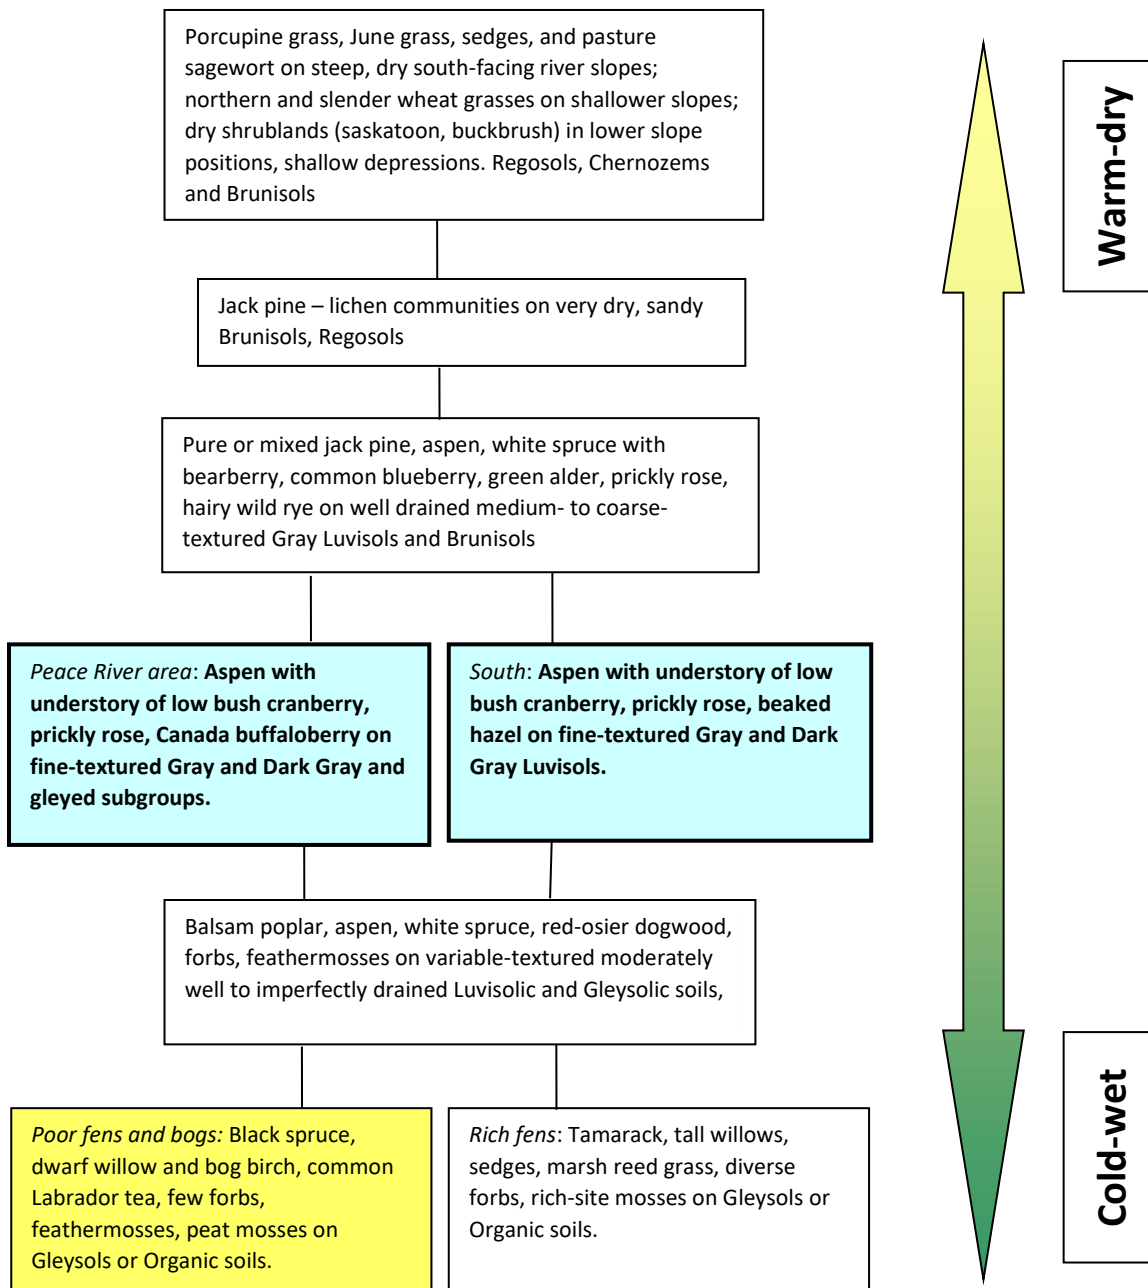 Porcupine grass, June grass, sedges, and pasture
sagewort on steep, dry south-facing river slopes;
northern and slender wheat grasses on shallower slopes;
dry shrublands (saskatoon, buckbrush) in lower slope
positions, shallow depressions. Regosols, Chernozems
and Brunisols
Warm-dry
Jack pine – lichen communities on very dry, sandy
Brunisols, Regosols
Pure or mixed jack pine, aspen, white spruce with
bearberry, common blueberry, green alder, prickly rose,
hairy wild rye on well drained medium- to coarse-
textured Gray Luvisols and Brunisols
Peace River area: Aspen with
understory of low bush cranberry,
prickly rose, Canada buffaloberry on
fine-textured Gray and Dark Gray and
gleyed subgroups.
South: Aspen with understory of low
bush cranberry, prickly rose, beaked
hazel on fine-textured Gray and Dark
Gray Luvisols.
Balsam poplar, aspen, white spruce, red-osier dogwood,
forbs, feathermosses on variable-textured moderately
well to imperfectly drained Luvisolic and Gleysolic soils,
Poor fens and bogs: Black spruce,
dwarf willow and bog birch, common
Labrador tea, few forbs,
feathermosses, peat mosses on
Gleysols or Organic soils.
Rich fens: Tamarack, tall willows,
sedges, marsh reed grass, diverse
forbs, rich-site mosses on Gleysols or
Organic soils.
Cold-wet